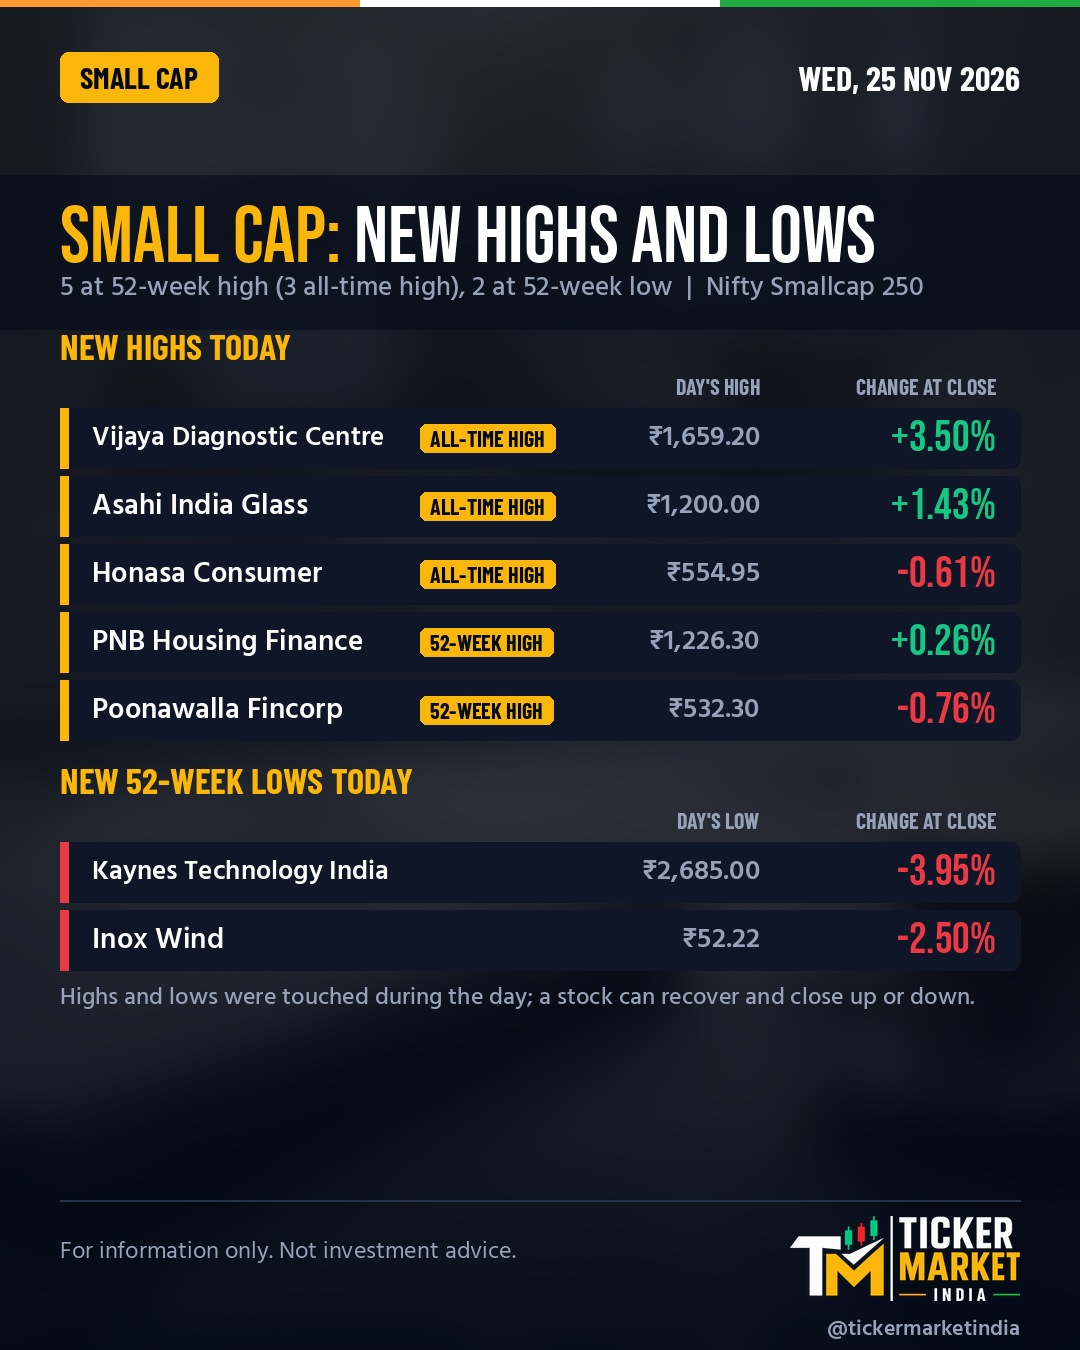 SMALL CAP
WED, 25 NOV 2026
SMALL CAP: NEW HIGHS AND LOWS
5 at 52-week high (3 all-time high), 2 at 52-week low | Nifty Smallcap 250
NEW HIGHS TODAY
DAY'S HIGH CHANGE AT CLOSE
Vijaya Diagnostic Centre ALL-TIME HIGH ₹1,659.20 +3.50%
Asahi India Glass ALL-TIME HIGH ₹1,200.00 +1.43%
Honasa Consumer ALL-TIME HIGH ₹554.95 -0.61%
PNB Housing Finance 52-WEEK HIGH ₹1,226.30 +0.26%
Poonawalla Fincorp 52-WEEK HIGH ₹532.30 -0.76%
NEW 52-WEEK LOWS TODAY
DAY'S LOW CHANGE AT CLOSE
Kaynes Technology India ₹2,685.00 -3.95%
Inox Wind ₹52.22 -2.50%
Highs and lows were touched during the day; a stock can recover and close up or down.
For information only. Not investment advice.
TM TICKER
MARKET
INDIA
@tickermarketindia